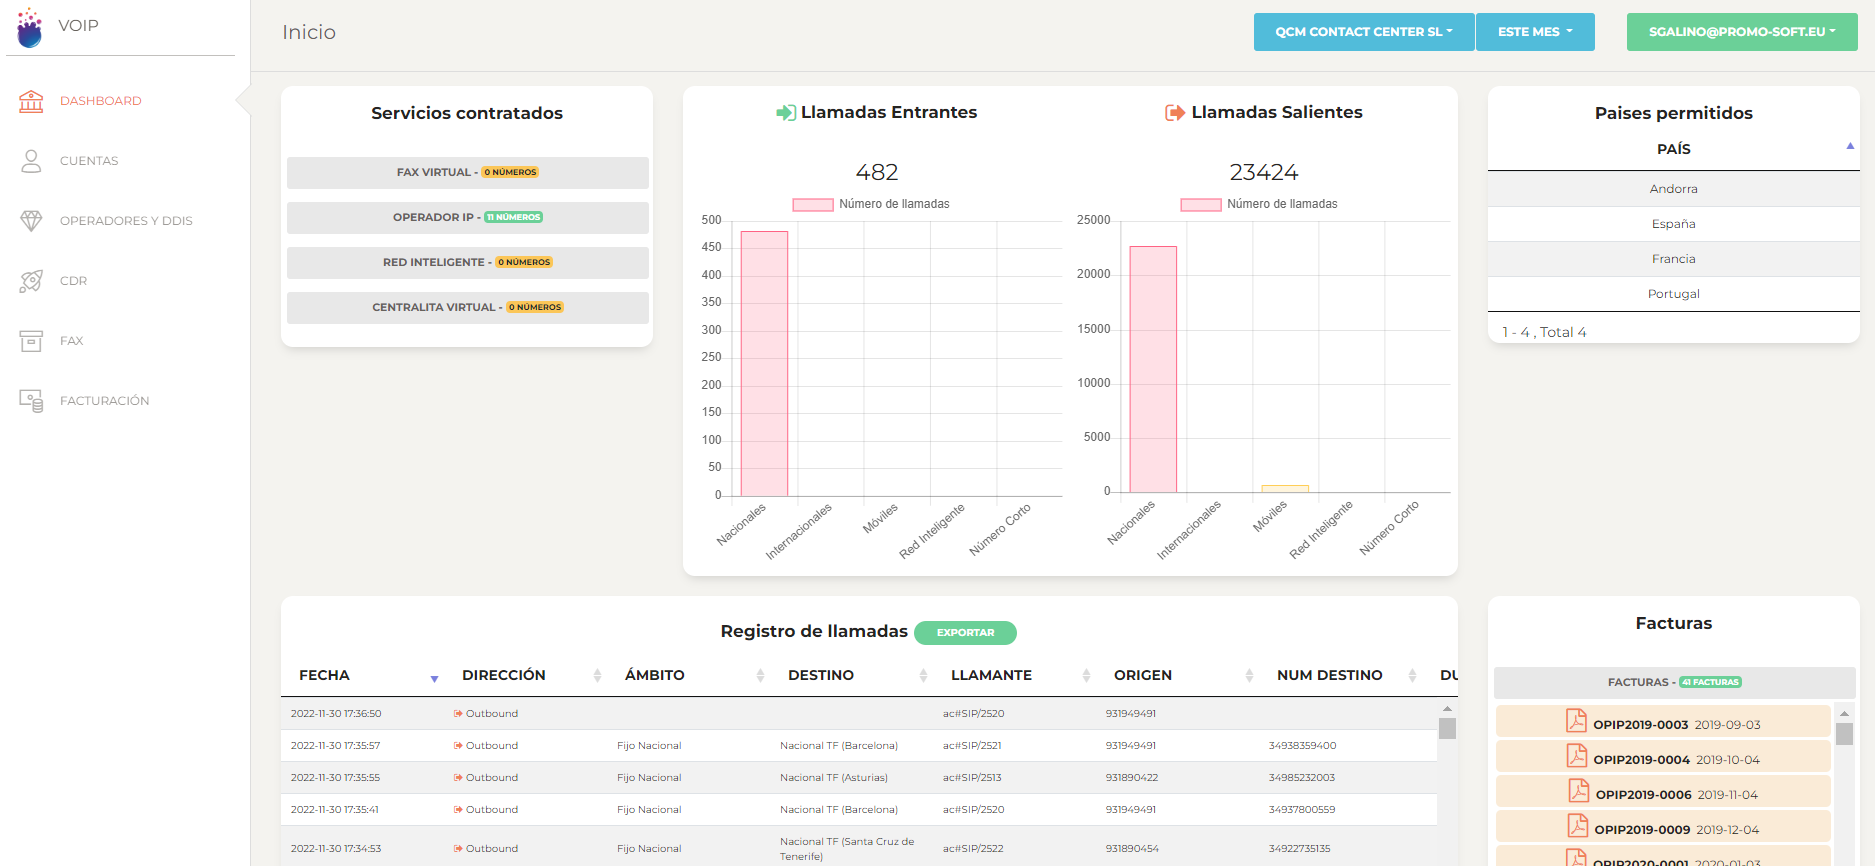 VOIP
Inicio
QCM CONTACT CENTER SL
ESTE MES
SGALINO@PROMO-SOFT.EU
DASHBOARD
CUENTAS
OPERADORES Y DDIS
CDR
FAX
FACTURACIÓN
Servicios contratados
FAX VIRTUAL - 0 NÚMEROS
OPERADOR IP - 11 NÚMEROS
RED INTELIGENTE - 0 NÚMEROS
CENTRALITA VIRTUAL - 0 NÚMEROS
Llamadas Entrantes
482
Número de llamadas
500
450
400
350
300
250
200
150
100
50
0
Nacionales
Internacionales
Móviles
Red Inteligente
Número Corto
Llamadas Salientes
23424
Número de llamadas
25000
20000
15000
10000
5000
0
Nacionales
Internacionales
Móviles
Red Inteligente
Número Corto
Paises permitidos
PAÍS
Andorra
España
Francia
Portugal
1 - 4 , Total 4
Registro de llamadas EXPORTAR
FECHA DIRECCIÓN ÁMBITO DESTINO LLAMANTE ORIGEN NUM DESTINO DU
2022-11-30 17:36:50 Outbound ac#SIP/2520 931949491
2022-11-30 17:35:57 Outbound Fijo Nacional Nacional TF (Barcelona) ac#SIP/2521 931949491 34938359400
2022-11-30 17:35:55 Outbound Fijo Nacional Nacional TF (Asturias) ac#SIP/2513 931890422 34985232003
2022-11-30 17:35:41 Outbound Fijo Nacional Nacional TF (Barcelona) ac#SIP/2520 931949491 34937800559
2022-11-30 17:34:53 Outbound Fijo Nacional Nacional TF (Santa Cruz de Tenerife) ac#SIP/2522 931890454 34922735135
Facturas
FACTURAS - 41 FACTURAS
OPIP2019-0003 2019-09-03
OPIP2019-0004 2019-10-04
OPIP2019-0006 2019-11-04
OPIP2019-0009 2019-12-04
OPIP2020-0001 2020-01-03